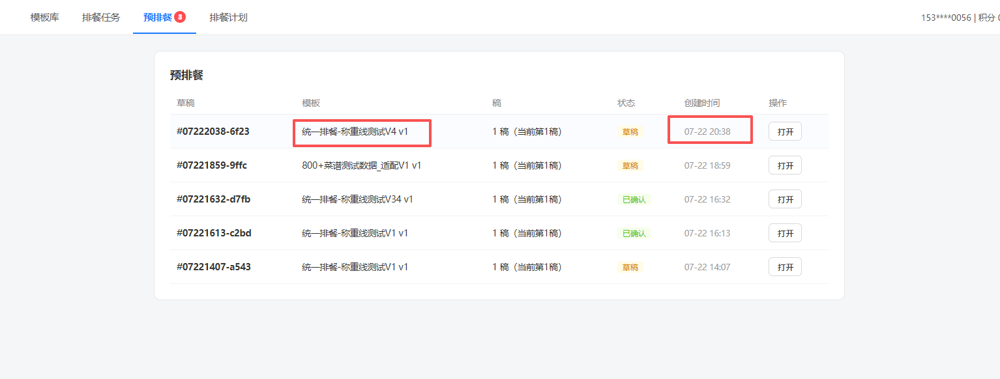 模板库 排餐任务 预排餐 3 排餐计划 153****0056 | 积分 0
预排餐
草稿 模板 稿 状态 创建时间 操作
#07222038-6f23 统一排餐-称重线测试V4 v1 1 稿（当前第1稿） 草稿 07-22 20:38 打开
#07221859-9ffc 800+菜谱测试数据_适配V1 v1 1 稿（当前第1稿） 草稿 07-22 18:59 打开
#07221632-d7fb 统一排餐-称重线测试V34 v1 1 稿（当前第1稿） 已确认 07-22 16:32 打开
#07221613-c2bd 统一排餐-称重线测试V1 v1 1 稿（当前第1稿） 已确认 07-22 16:13 打开
#07221407-a543 统一排餐-称重线测试V1 v1 1 稿（当前第1稿） 草稿 07-22 14:07 打开